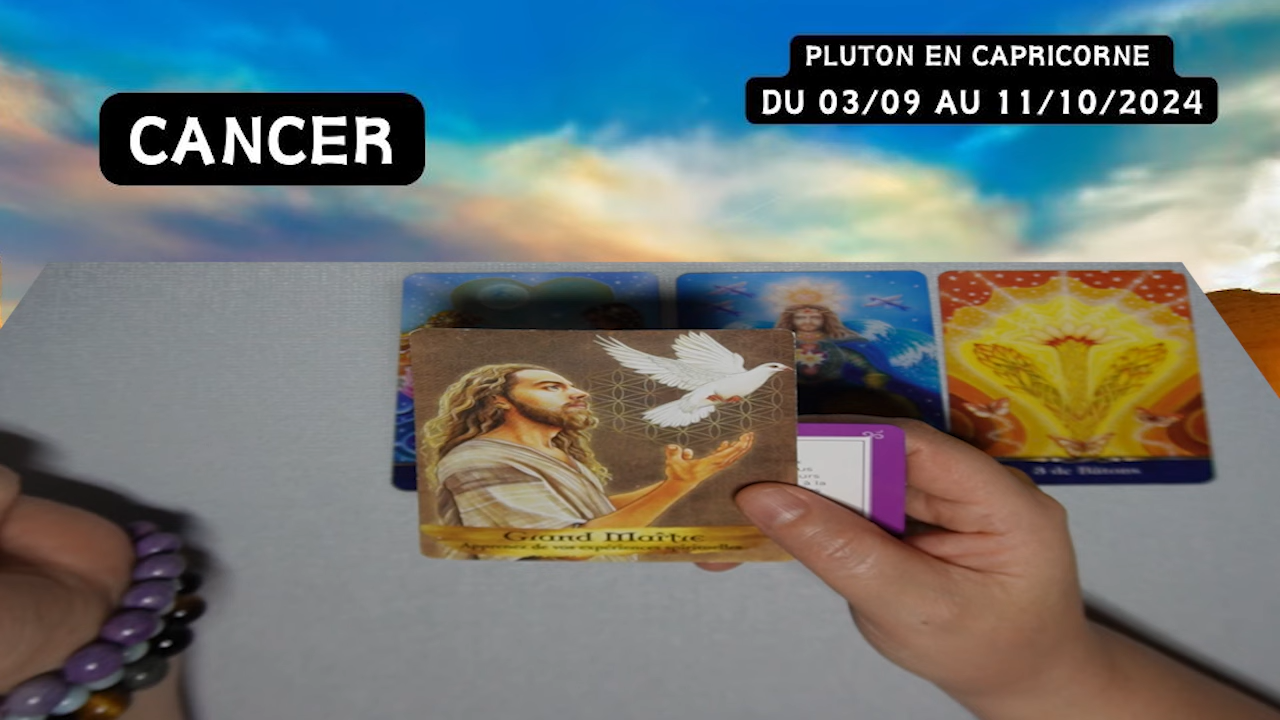 PLUTON EN CAPRICORNE
DU 03/09 AU 11/10/2024
CANCER
3 de Bâtons
Grand Maître
Apprenez de vos expériences spirituelles
à la